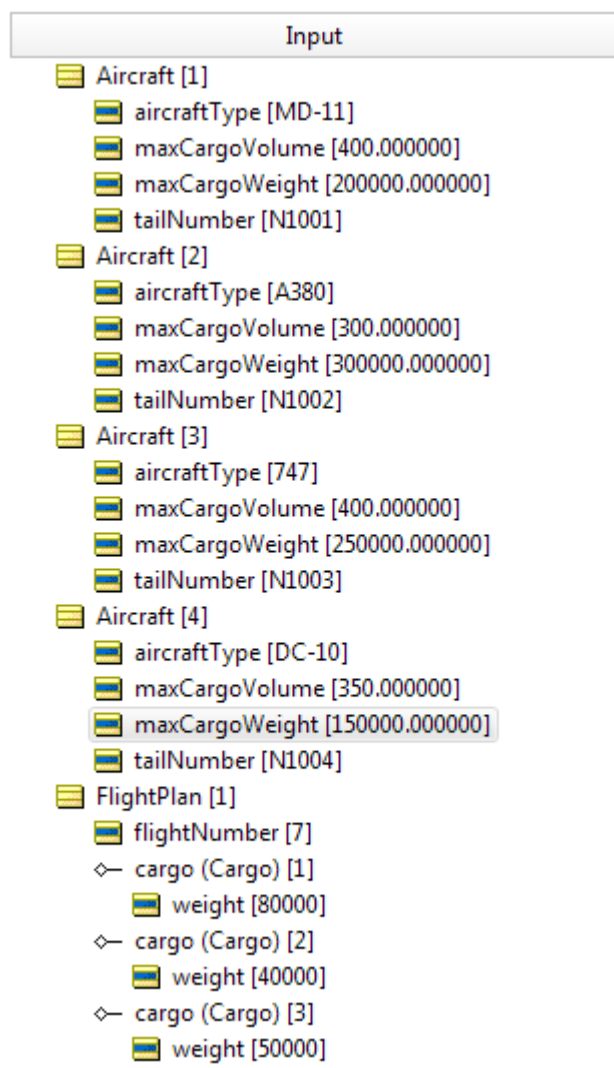 Input
Aircraft [1]
aircraftType [MD-11]
maxCargoVolume [400.000000]
maxCargoWeight [200000.000000]
tailNumber [N1001]
Aircraft [2]
aircraftType [A380]
maxCargoVolume [300.000000]
maxCargoWeight [300000.000000]
tailNumber [N1002]
Aircraft [3]
aircraftType [747]
maxCargoVolume [400.000000]
maxCargoWeight [250000.000000]
tailNumber [N1003]
Aircraft [4]
aircraftType [DC-10]
maxCargoVolume [350.000000]
maxCargoWeight [150000.000000]
tailNumber [N1004]
FlightPlan [1]
flightNumber [7]
cargo (Cargo) [1]
weight [80000]
cargo (Cargo) [2]
weight [40000]
cargo (Cargo) [3]
weight [50000]